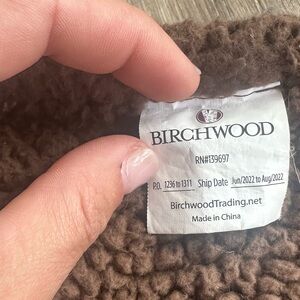 BIRCHWOOD
RN#139697
P.O. 1236 to 1311 Ship Date Jun/2022 to Aug/2022
BirchwoodTrading.net
Made in China